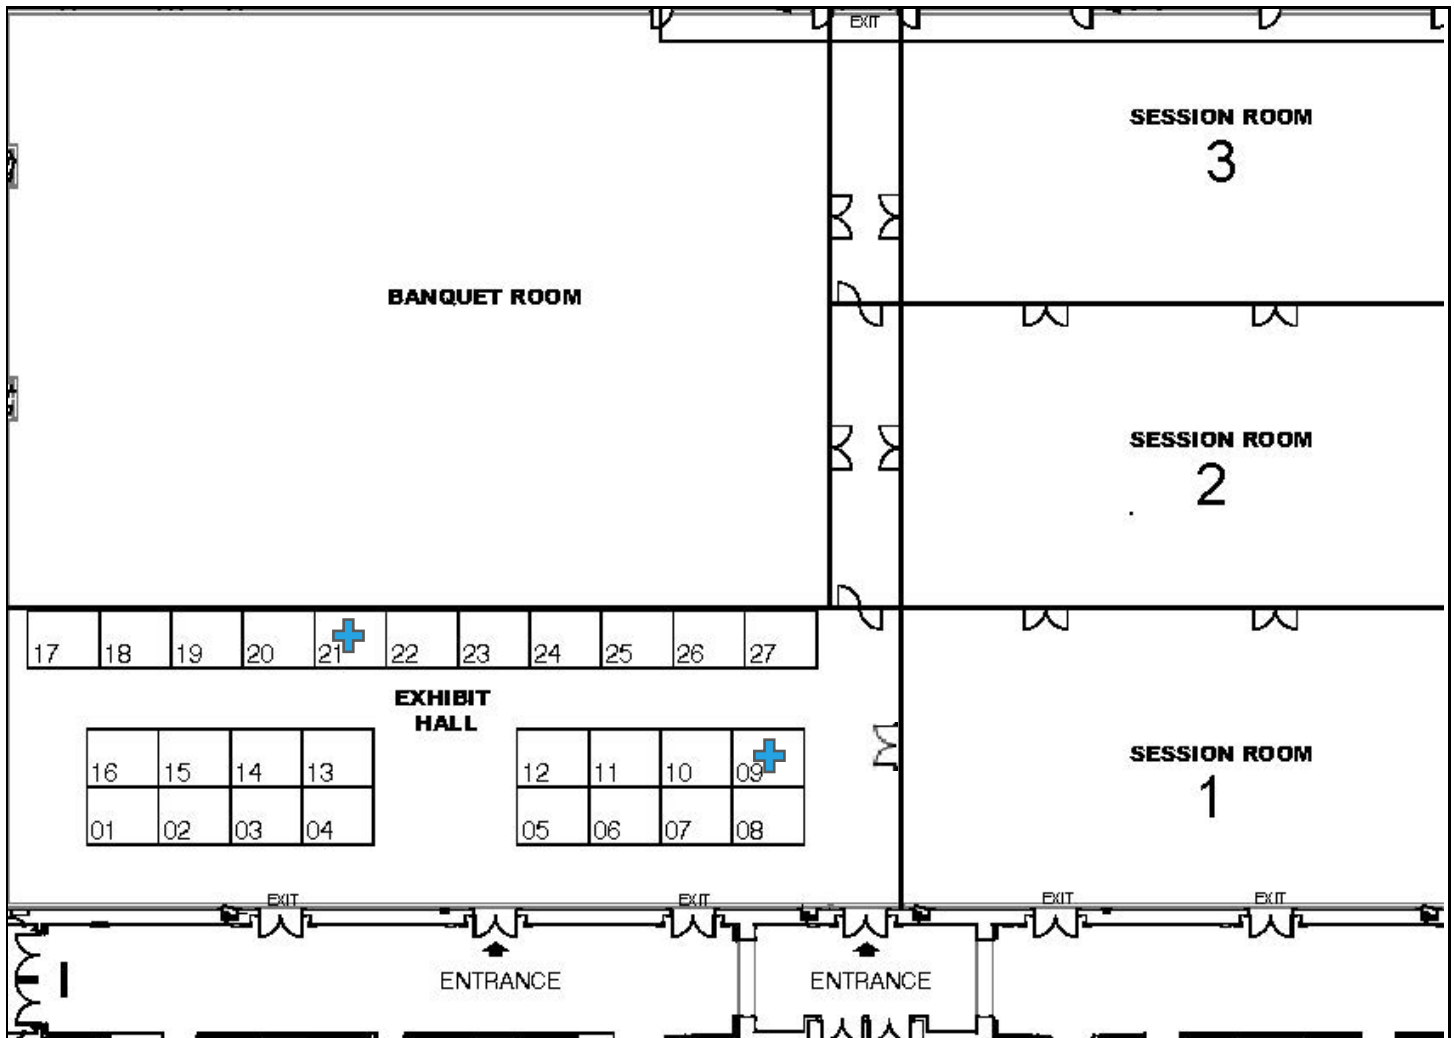 EXIT
SESSION ROOM
3
BANQUET ROOM
SESSION ROOM
2
17 18 19 20 21 22 23 24 25 26 27
EXHIBIT
HALL
16 15 14 13 12 11 10 09
SESSION ROOM
1
01 02 03 04 05 06 07 08
EXIT EXIT EXIT EXIT
ENTRANCE ENTRANCE